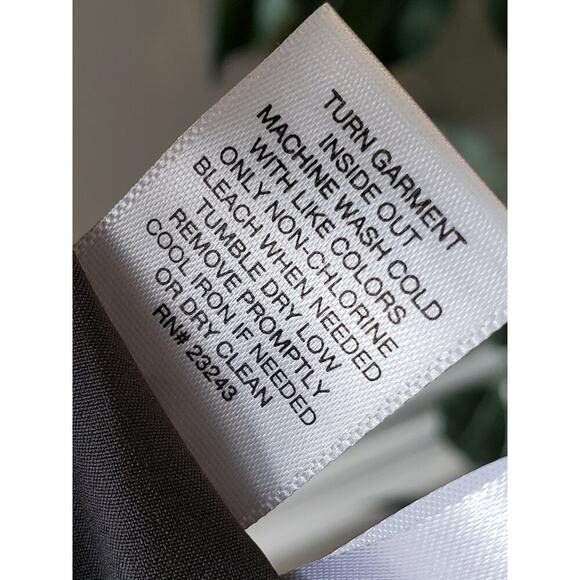 TURN GARMENT
INSIDE OUT
MACHINE WASH COLD
WITH LIKE COLORS
ONLY NON-CHLORINE
BLEACH WHEN NEEDED
TUMBLE DRY LOW
REMOVE PROMPTLY
COOL IRON IF NEEDED
OR DRY CLEAN
RN# 23243